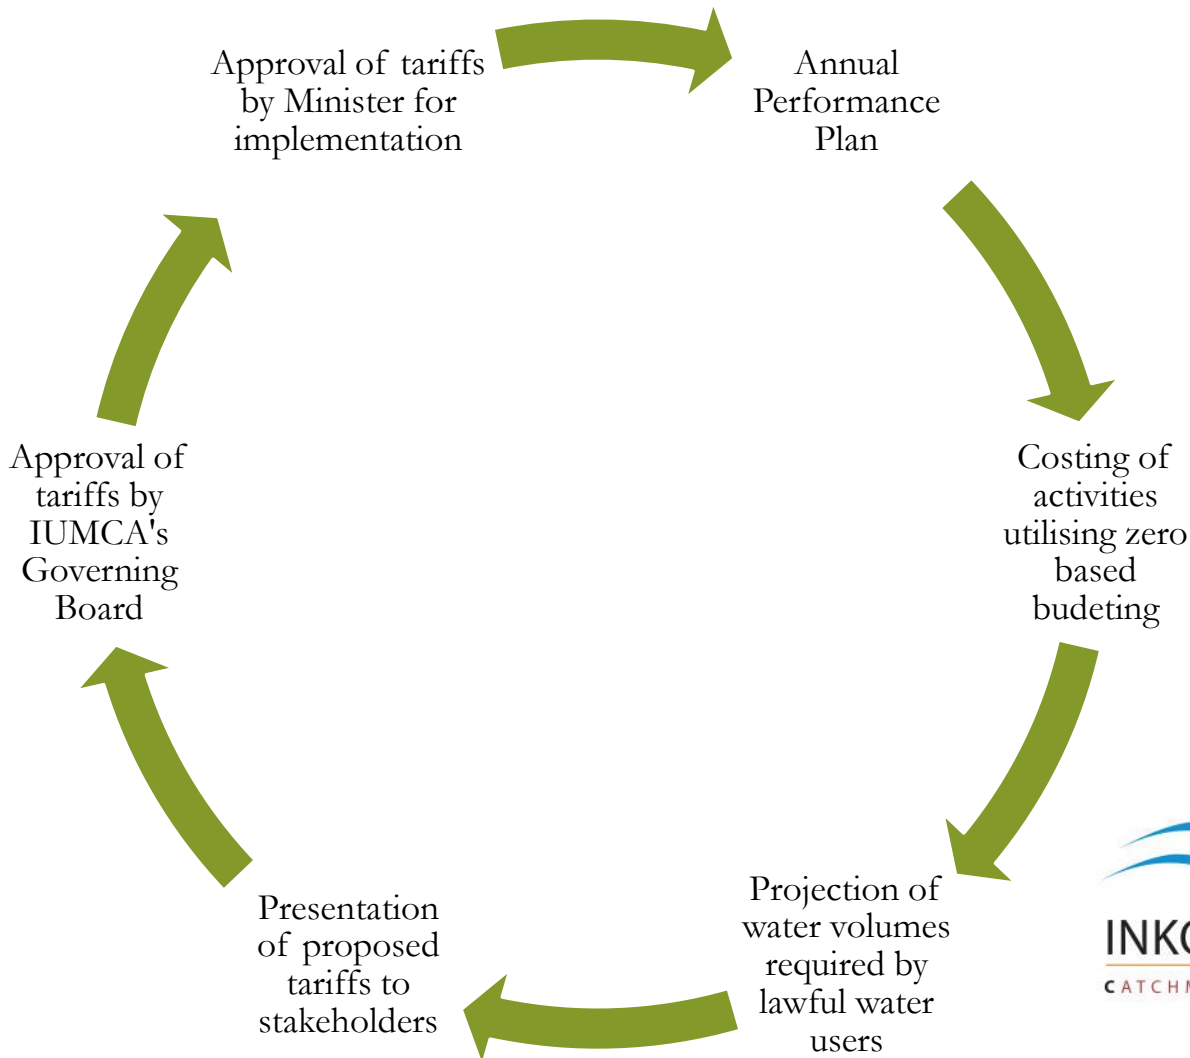 Approval of tariffs
by Minister for
implementation
Annual
Performance
Plan
Costing of
activities
utilising zero
based
budeting
Projection of
water volumes
required by
lawful water
users
Presentation
of proposed
tariffs to
stakeholders
Approval of
tariffs by
IUMCA's
Governing
Board